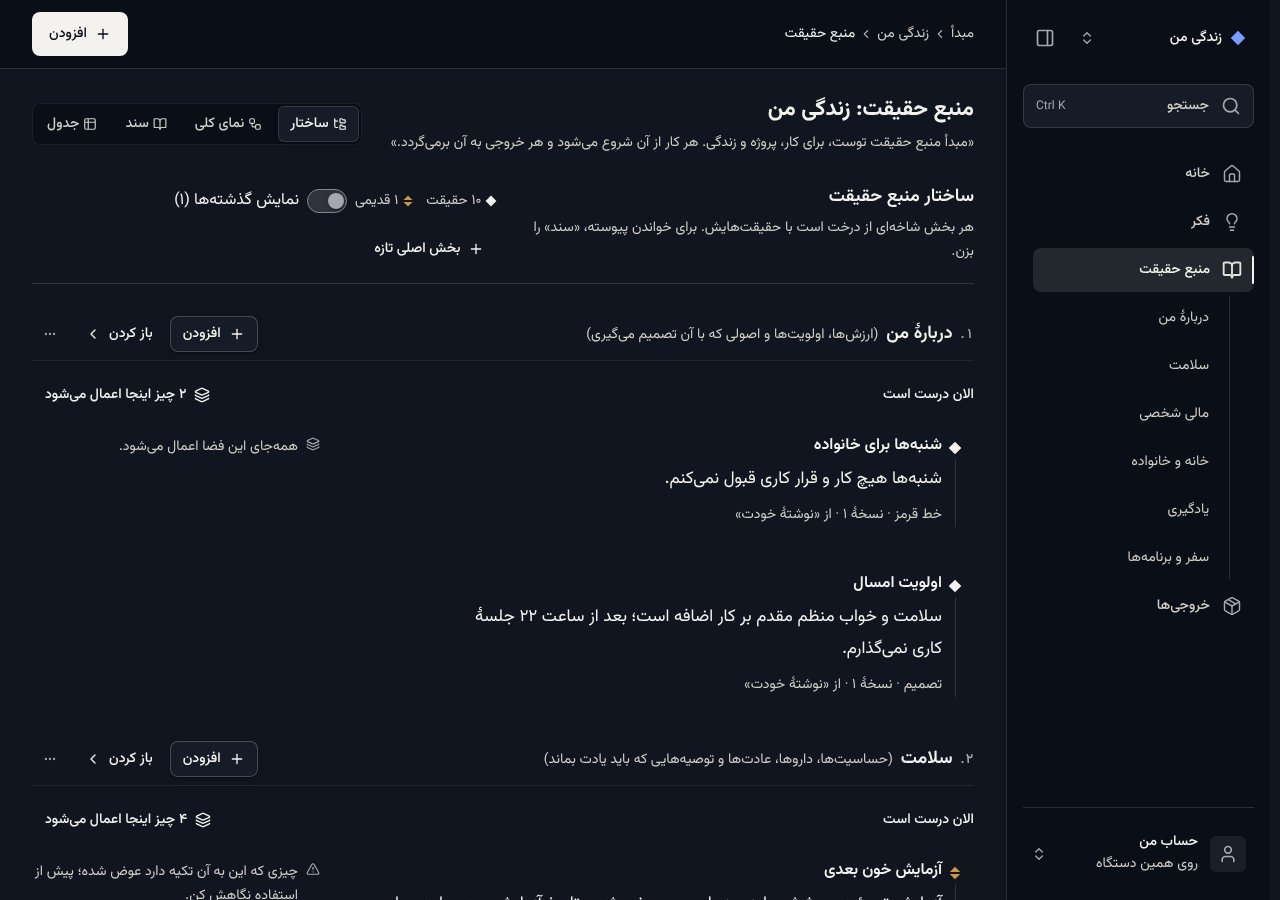 زندگی من
جستجو
Ctrl K
خانه
فکر
منبع حقیقت
دربارهٔ من
سلامت
مالی شخصی
خانه و خانواده
یادگیری
سفر و برنامه‌ها
خروجی‌ها
حساب من
روی همین دستگاه
مبدأ › زندگی من › منبع حقیقت
افزودن
منبع حقیقت: زندگی من
«مبدأ منبع حقیقت توست، برای کار، پروژه و زندگی. هر کار از آن شروع می‌شود و هر خروجی به آن برمی‌گردد.»
ساختار
نمای کلی
سند
جدول
ساختار منبع حقیقت
هر بخش شاخه‌ای از درخت است با حقیقت‌هایش. برای خواندن پیوسته، «سند» را
بزن.
۱۰ حقیقت
۱ قدیمی
نمایش گذشته‌ها (۱)
بخش اصلی تازه
۱. دربارهٔ من (ارزش‌ها، اولویت‌ها و اصولی که با آن تصمیم می‌گیری)
افزودن
باز کردن
الان درست است
۲ چیز اینجا اعمال می‌شود
شنبه‌ها برای خانواده
شنبه‌ها هیچ کار و قرار کاری قبول نمی‌کنم.
خط قرمز · نسخهٔ ۱ · از «نوشتهٔ خودت»
همه‌جای این فضا اعمال می‌شود.
اولویت امسال
سلامت و خواب منظم مقدم بر کار اضافه است؛ بعد از ساعت ۲۲ جلسهٔ
کاری نمی‌گذارم.
تصمیم · نسخهٔ ۱ · از «نوشتهٔ خودت»
۲. سلامت (حساسیت‌ها، داروها، عادت‌ها و توصیه‌هایی که باید یادت بماند)
افزودن
باز کردن
الان درست است
۴ چیز اینجا اعمال می‌شود
آزمایش خون بعدی
چیزی که این به آن تکیه دارد عوض شده؛ پیش از
استفاده نگاهش کن.